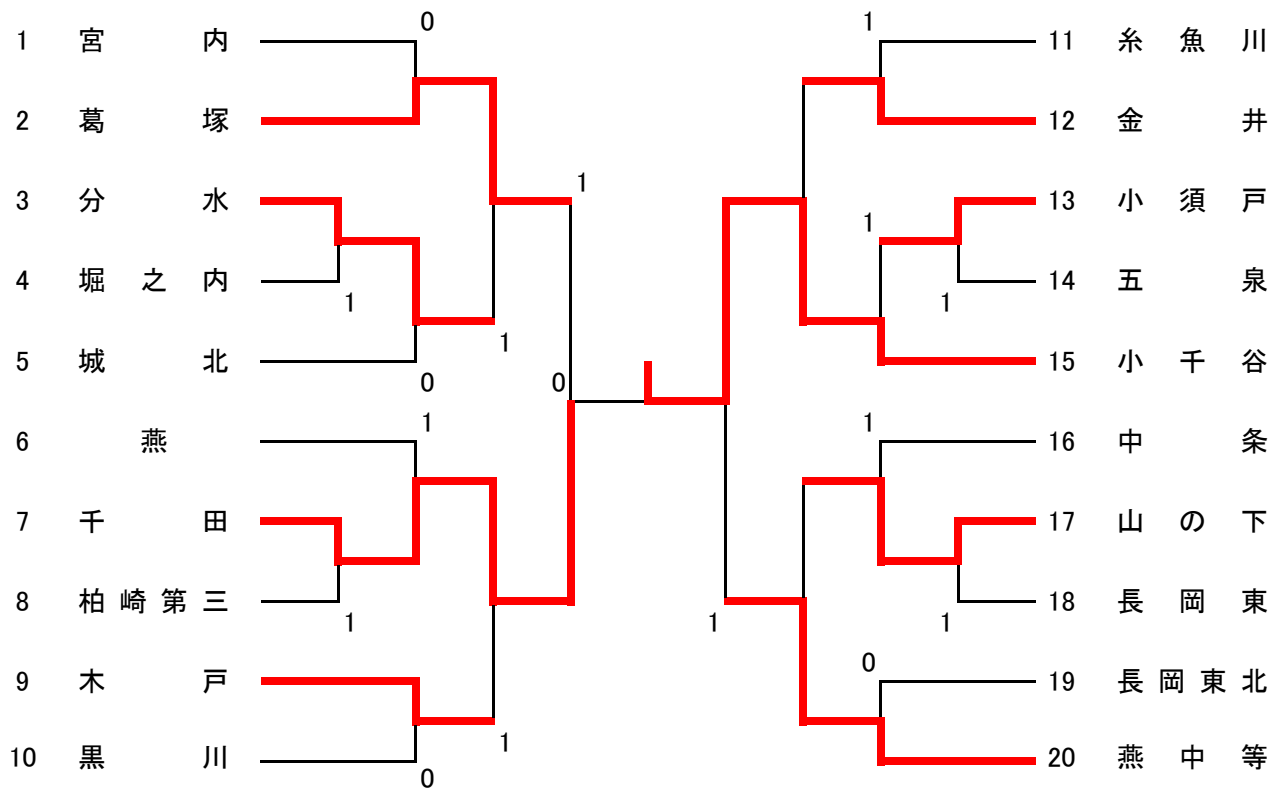 0
1
1 宮内
11 糸魚川
2 葛塚
12 金井
1
3 分水
13 小須戸
1
4 堀之内
14 五泉
1
1
1
5 城北
15 小千谷
0
0
1
1
6 燕
16 中条
7 千田
17 山の下
8 柏崎第三
18 長岡東
1
1
1
0
9 木戸
19 長岡東北
1
10 黒川
20 燕中等
0